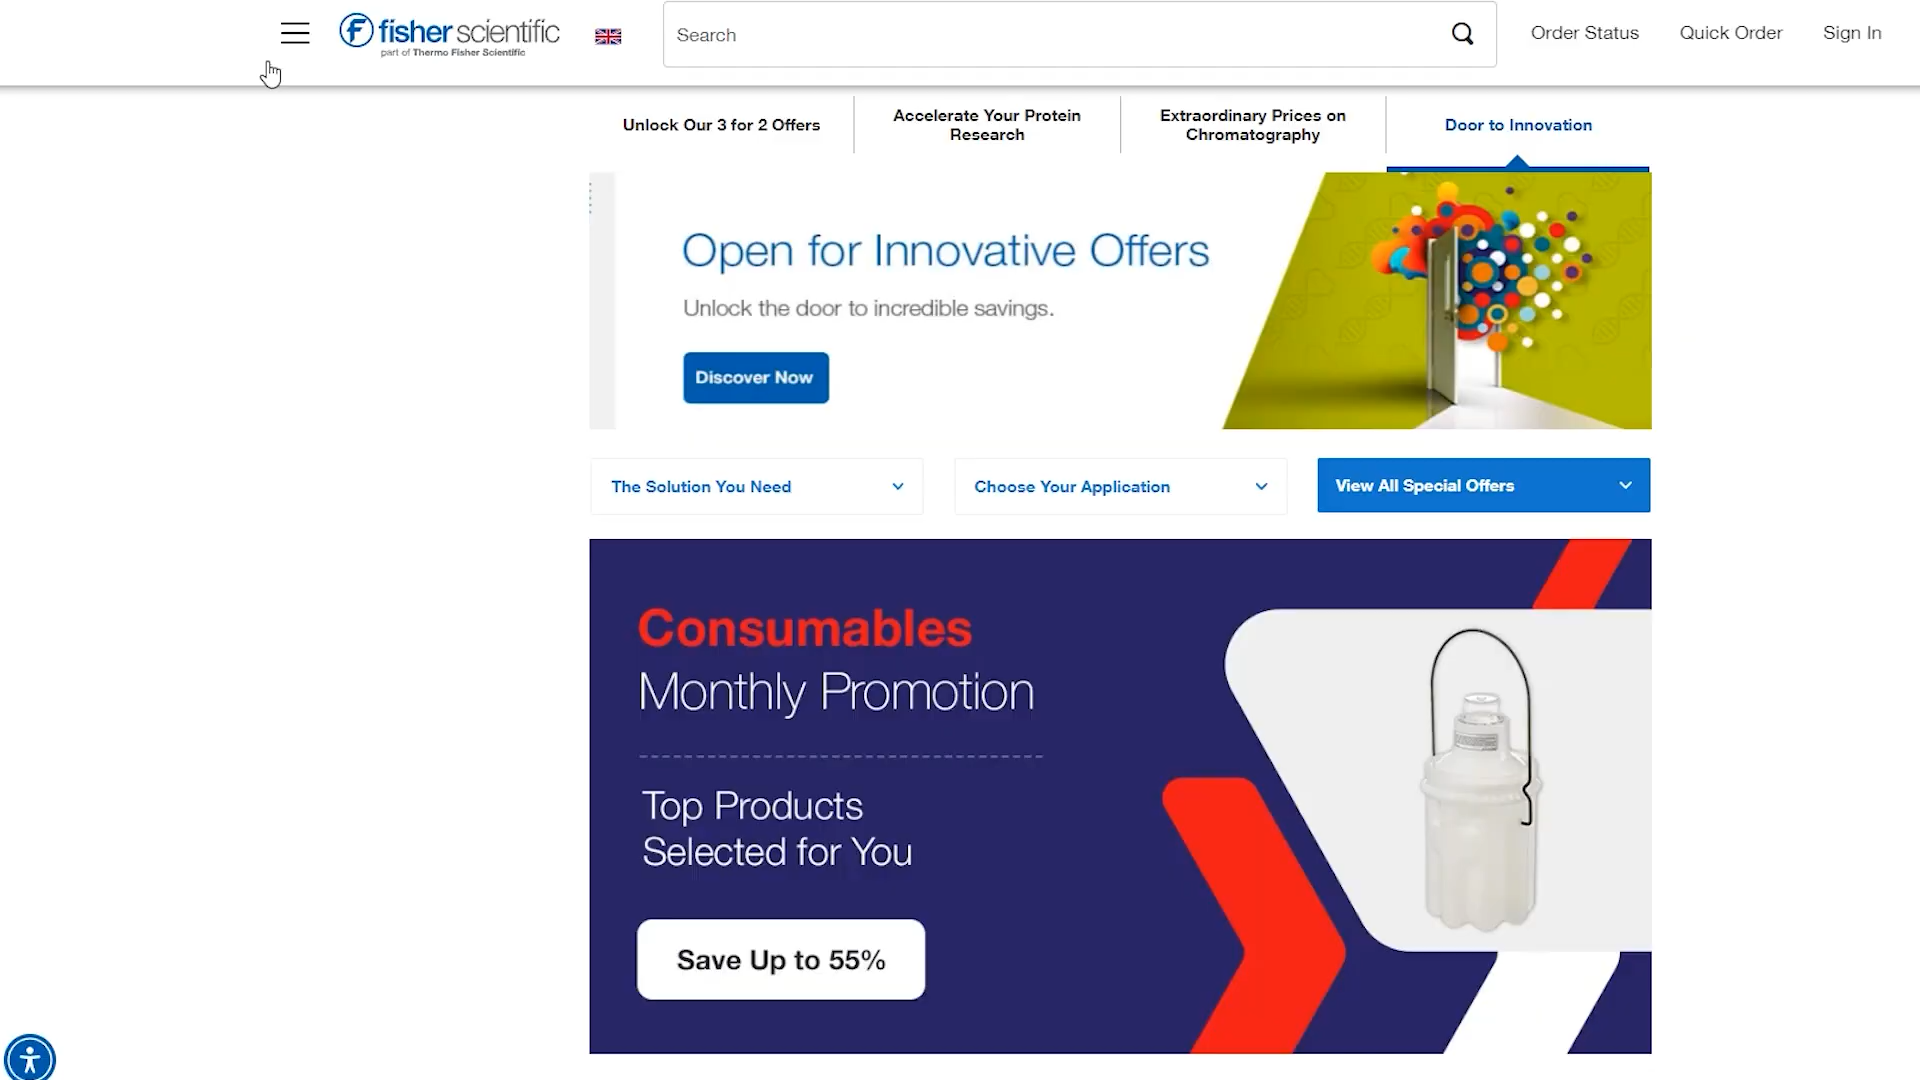 fisher scientific
part of Thermo Fisher Scientific
Search
Order Status
Quick Order
Sign In
Unlock Our 3 for 2 Offers
Accelerate Your Protein
Research
Extraordinary Prices on
Chromatography
Door to Innovation
Open for Innovative Offers
Unlock the door to incredible savings.
Discover Now
The Solution You Need
Choose Your Application
View All Special Offers
Consumables
Monthly Promotion
Top Products
Selected for You
Save Up to 55%